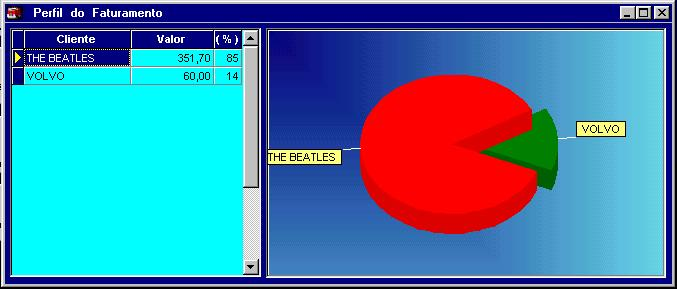 Perfil do Faturamento
Cliente Valor (%)
THE BEATLES 351,70 85
VOLVO 60,00 14
VOLVO
THE BEATLES